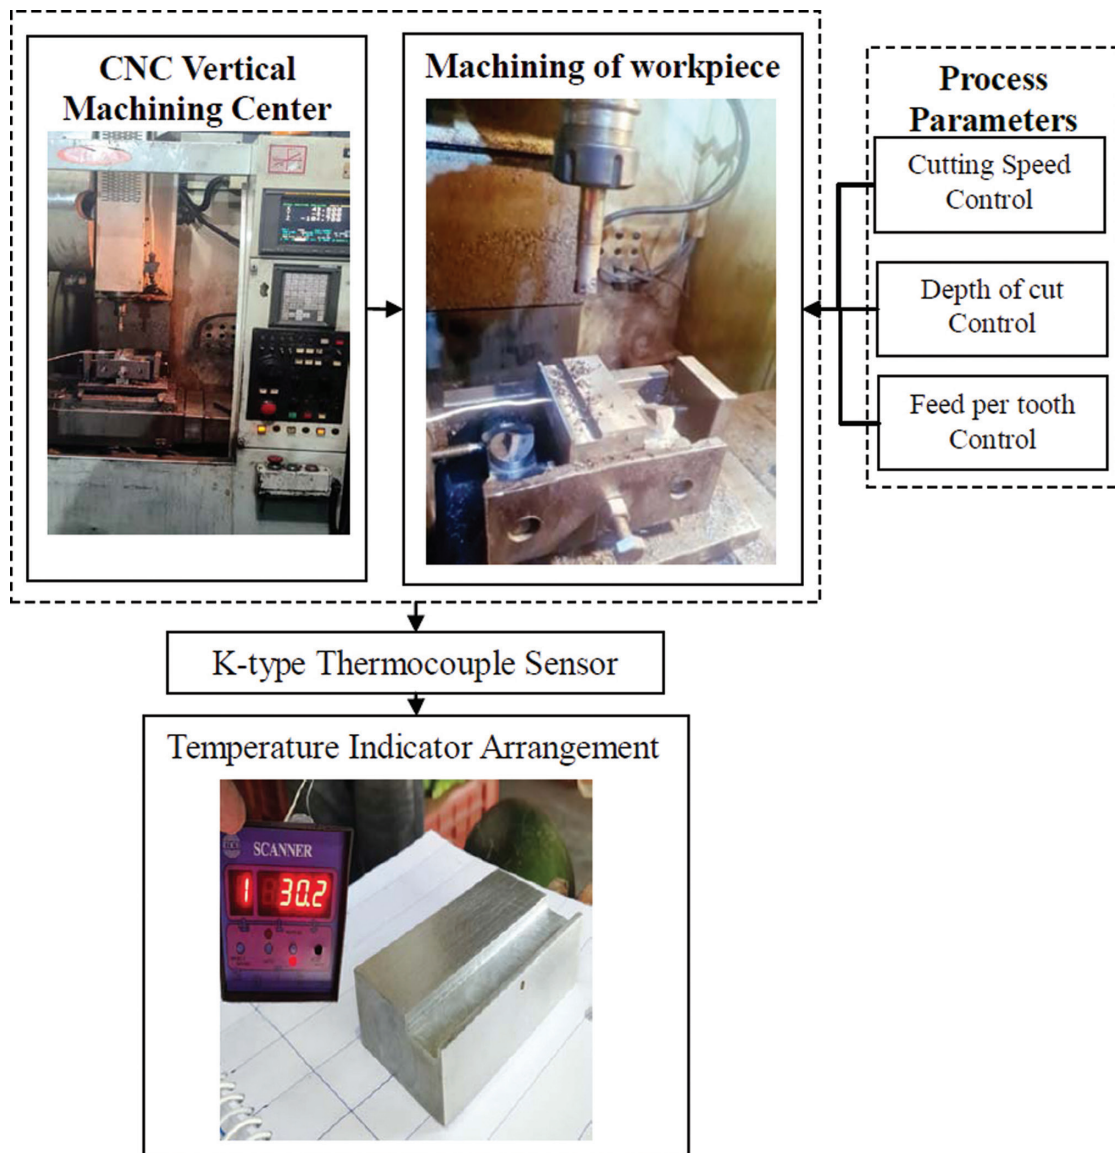 CNC Vertical
Machining Center
Machining of workpiece
Process
Parameters
Cutting Speed
Control
Depth of cut
Control
Feed per tooth
Control
K-type Thermocouple Sensor
Temperature Indicator Arrangement
SCANNER
1 30.2